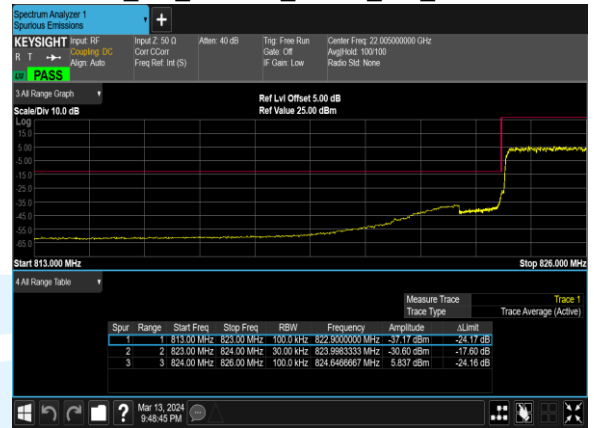 Spectrum Analyzer 1
Spurious Emissions
KEYSIGHT Input: RF Input Z: 50 Ω Atten: 40 dB Trig: Free Run Center Freq: 22.005000000 GHz
R T Coupling: DC Corr CCorr Gate: Off Avg|Hold: 100/100
Align: Auto Freq Ref: Int (S) IF Gain: Low Radio Std: None
PASS
3 All Range Graph
Ref Lvl Offset 5.00 dB
Scale/Div 10.0 dB Ref Value 25.00 dBm
Log
15.0
5.00
-5.00
-15.0
-25.0
-35.0
-45.0
-55.0
-65.0
Start 813.000 MHz Stop 826.000 MHz
4 All Range Table
Measure Trace Trace 1
Trace Type Trace Average (Active)
Spur Range Start Freq Stop Freq RBW Frequency Amplitude ΔLimit
1 1 813.00 MHz 823.00 MHz 100.0 kHz 822.9000000 MHz -37.17 dBm -24.17 dB
2 2 823.00 MHz 824.00 MHz 30.00 kHz 823.9983333 MHz -30.60 dBm -17.60 dB
3 3 824.00 MHz 826.00 MHz 100.0 kHz 824.6466667 MHz 5.837 dBm -24.16 dB
Mar 13, 2024
9:48:45 PM